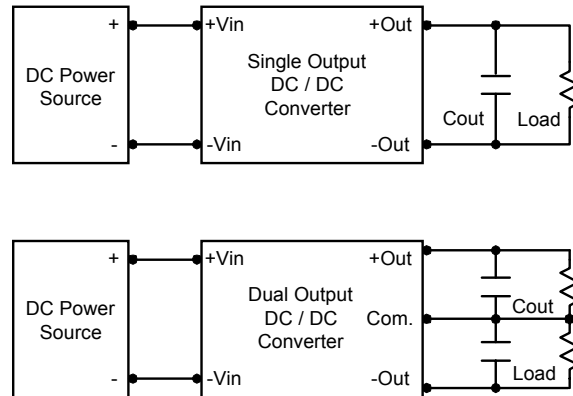 + +Vin +Out
DC Power
Source
Single Output
DC / DC
Converter
Cout Load
- -Vin -Out
+ +Vin +Out
DC Power
Source
Dual Output
DC / DC
Converter
Com.
Cout
Load
- -Vin -Out